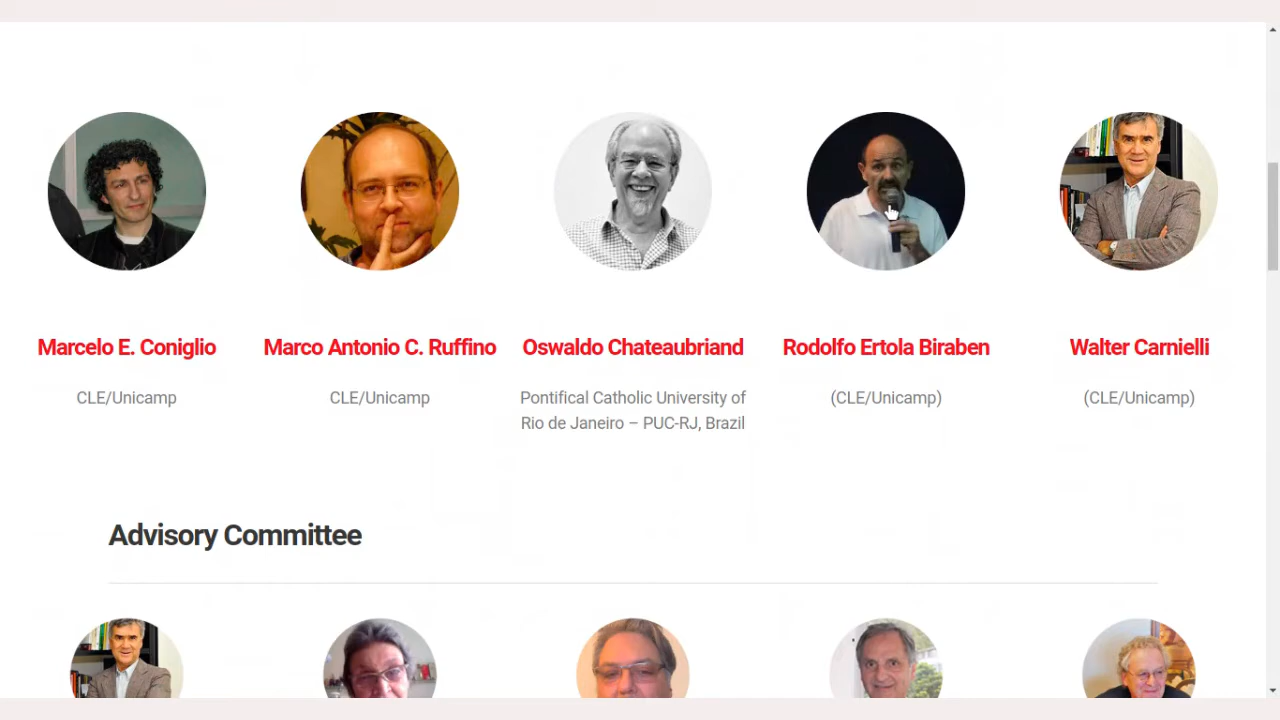 Marcelo E. Coniglio
Marco Antonio C. Ruffino
Oswaldo Chateaubriand
Rodolfo Ertola Biraben
Walter Carnielli
CLE/Unicamp
CLE/Unicamp
Pontifical Catholic University of
Rio de Janeiro – PUC-RJ, Brazil
(CLE/Unicamp)
(CLE/Unicamp)
Advisory Committee